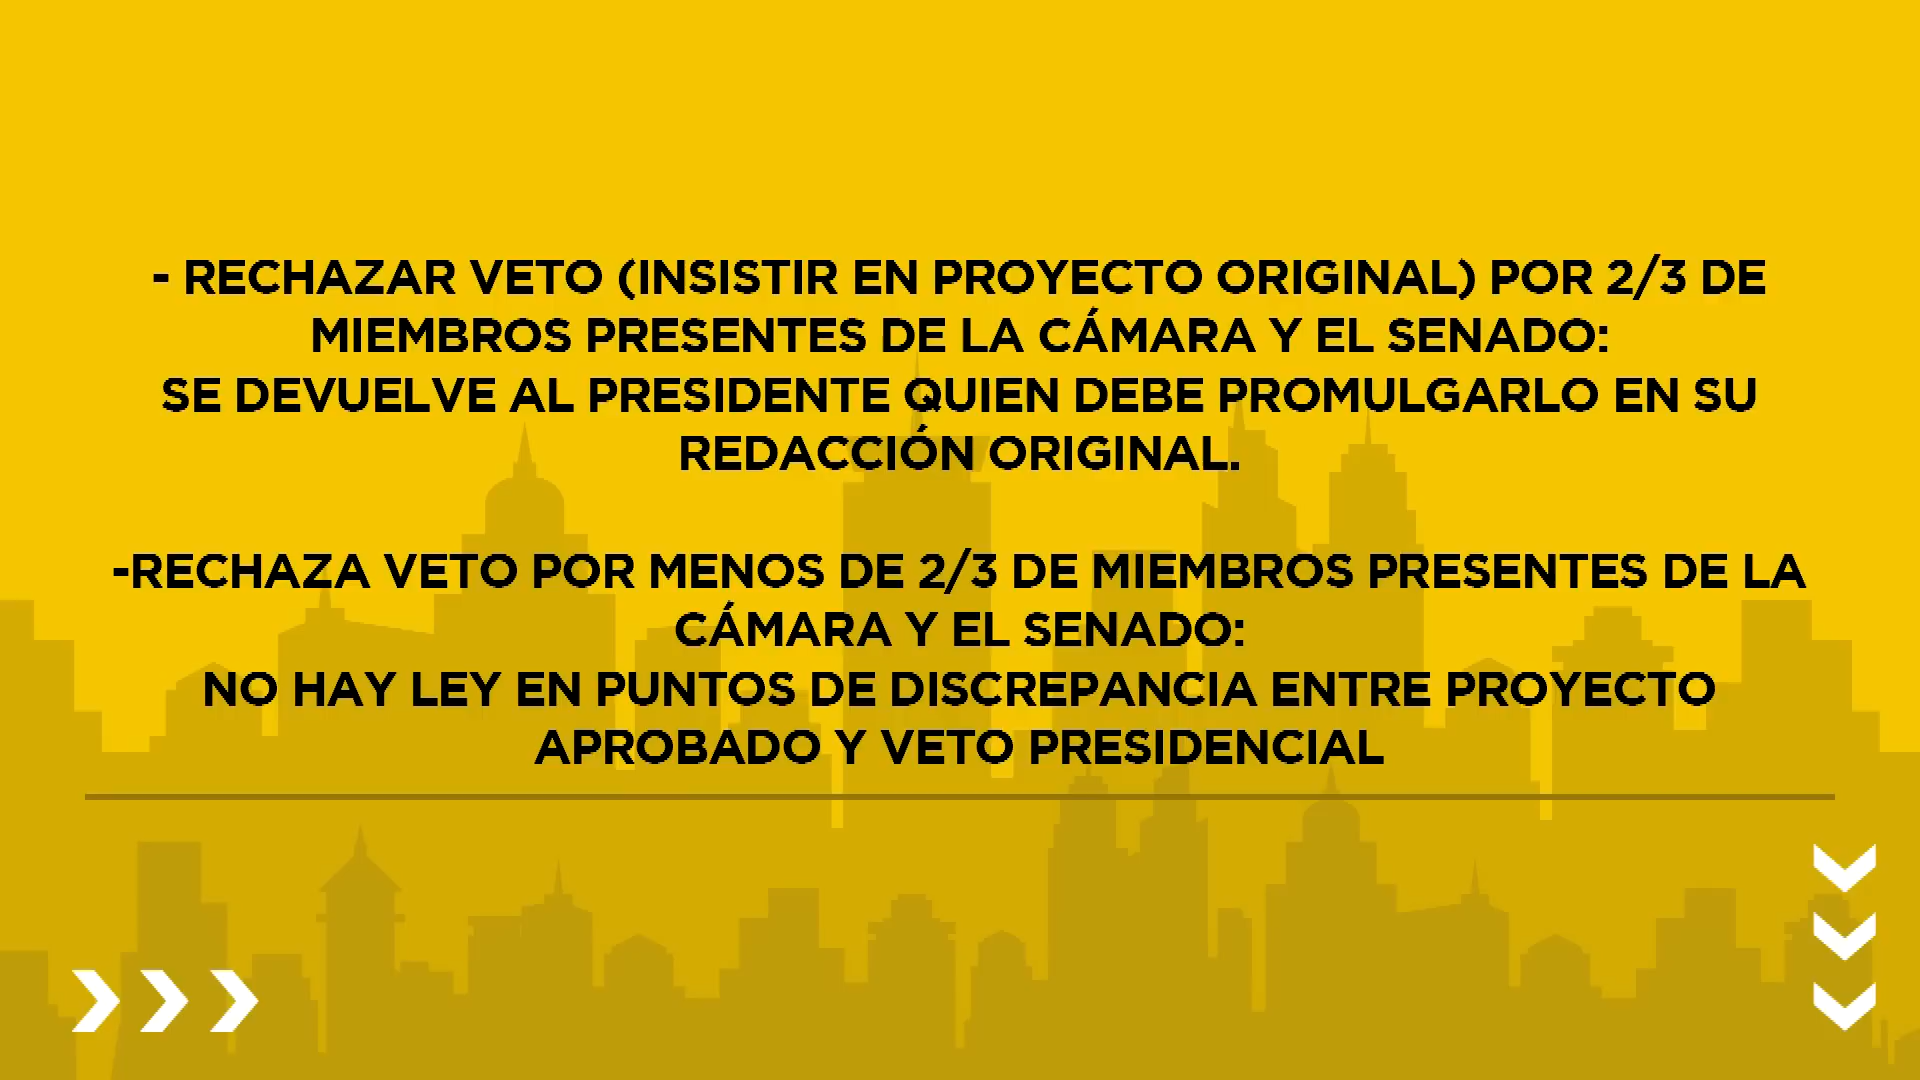 - RECHAZAR VETO (INSISTIR EN PROYECTO ORIGINAL) POR 2/3 DE
MIEMBROS PRESENTES DE LA CÁMARA Y EL SENADO:
SE DEVUELVE AL PRESIDENTE QUIEN DEBE PROMULGARLO EN SU
REDACCIÓN ORIGINAL.
-RECHAZA VETO POR MENOS DE 2/3 DE MIEMBROS PRESENTES DE LA
CÁMARA Y EL SENADO:
NO HAY LEY EN PUNTOS DE DISCREPANCIA ENTRE PROYECTO
APROBADO Y VETO PRESIDENCIAL